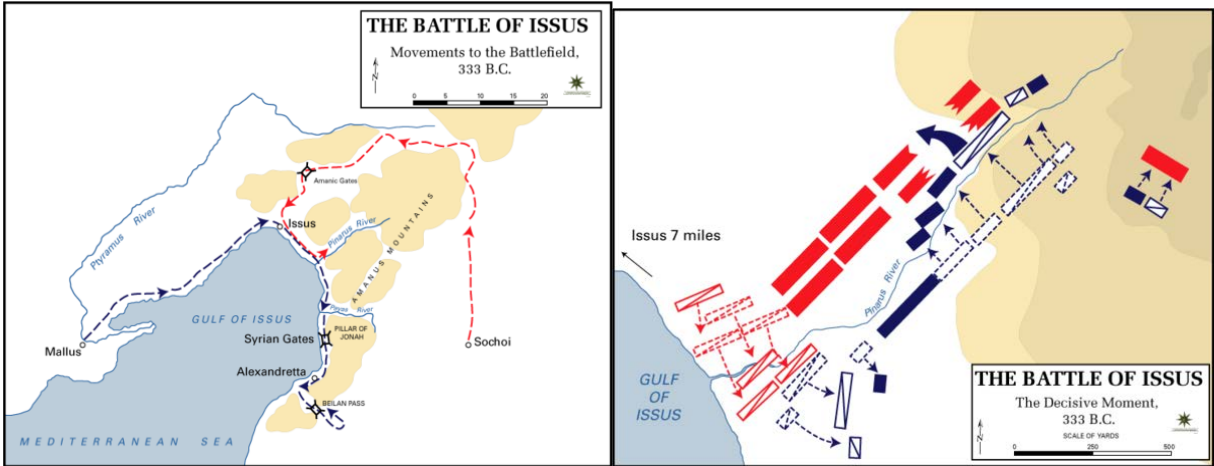 THE BATTLE OF ISSUS
Movements to the Battlefield,
333 B.C.
N
0 5 10 15 20
Ptyramus River
Amanic Gates
Issus
Pinarus River
AMANUS MOUNTAINS
GULF OF ISSUS
Payas River
PILLAR OF
JONAH
Syrian Gates
Mallus
Sochoi
Alexandretta
BEILAN PASS
MEDITERRANEAN SEA
Issus 7 miles
Pinarus River
GULF
OF
ISSUS
THE BATTLE OF ISSUS
The Decisive Moment,
333 B.C.
SCALE OF YARDS
N
0 250 500